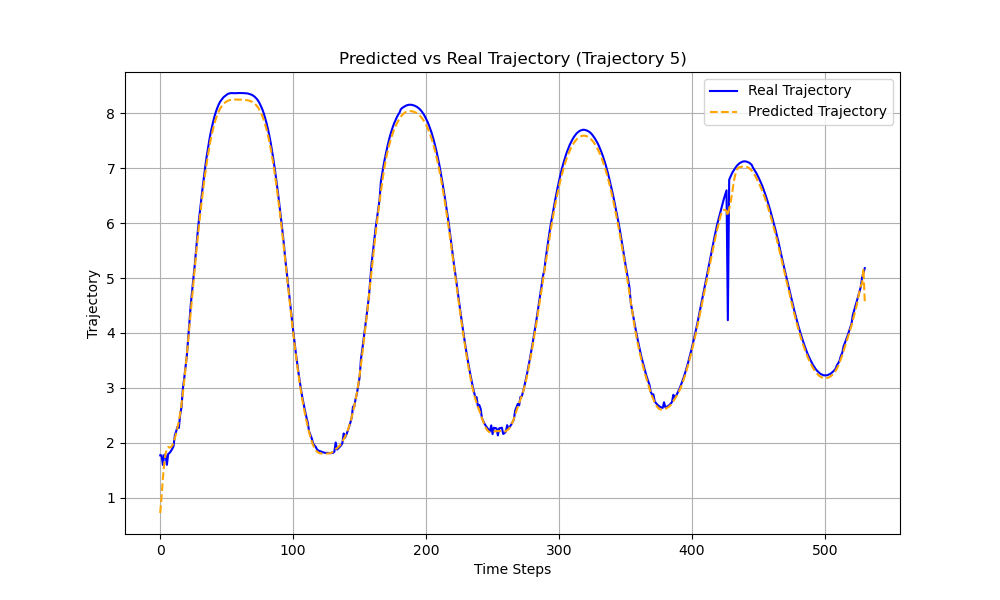 Predicted vs Real Trajectory (Trajectory 5)
Real Trajectory
Predicted Trajectory
Trajectory
8
7
6
5
4
3
2
1
0 100 200 300 400 500
Time Steps